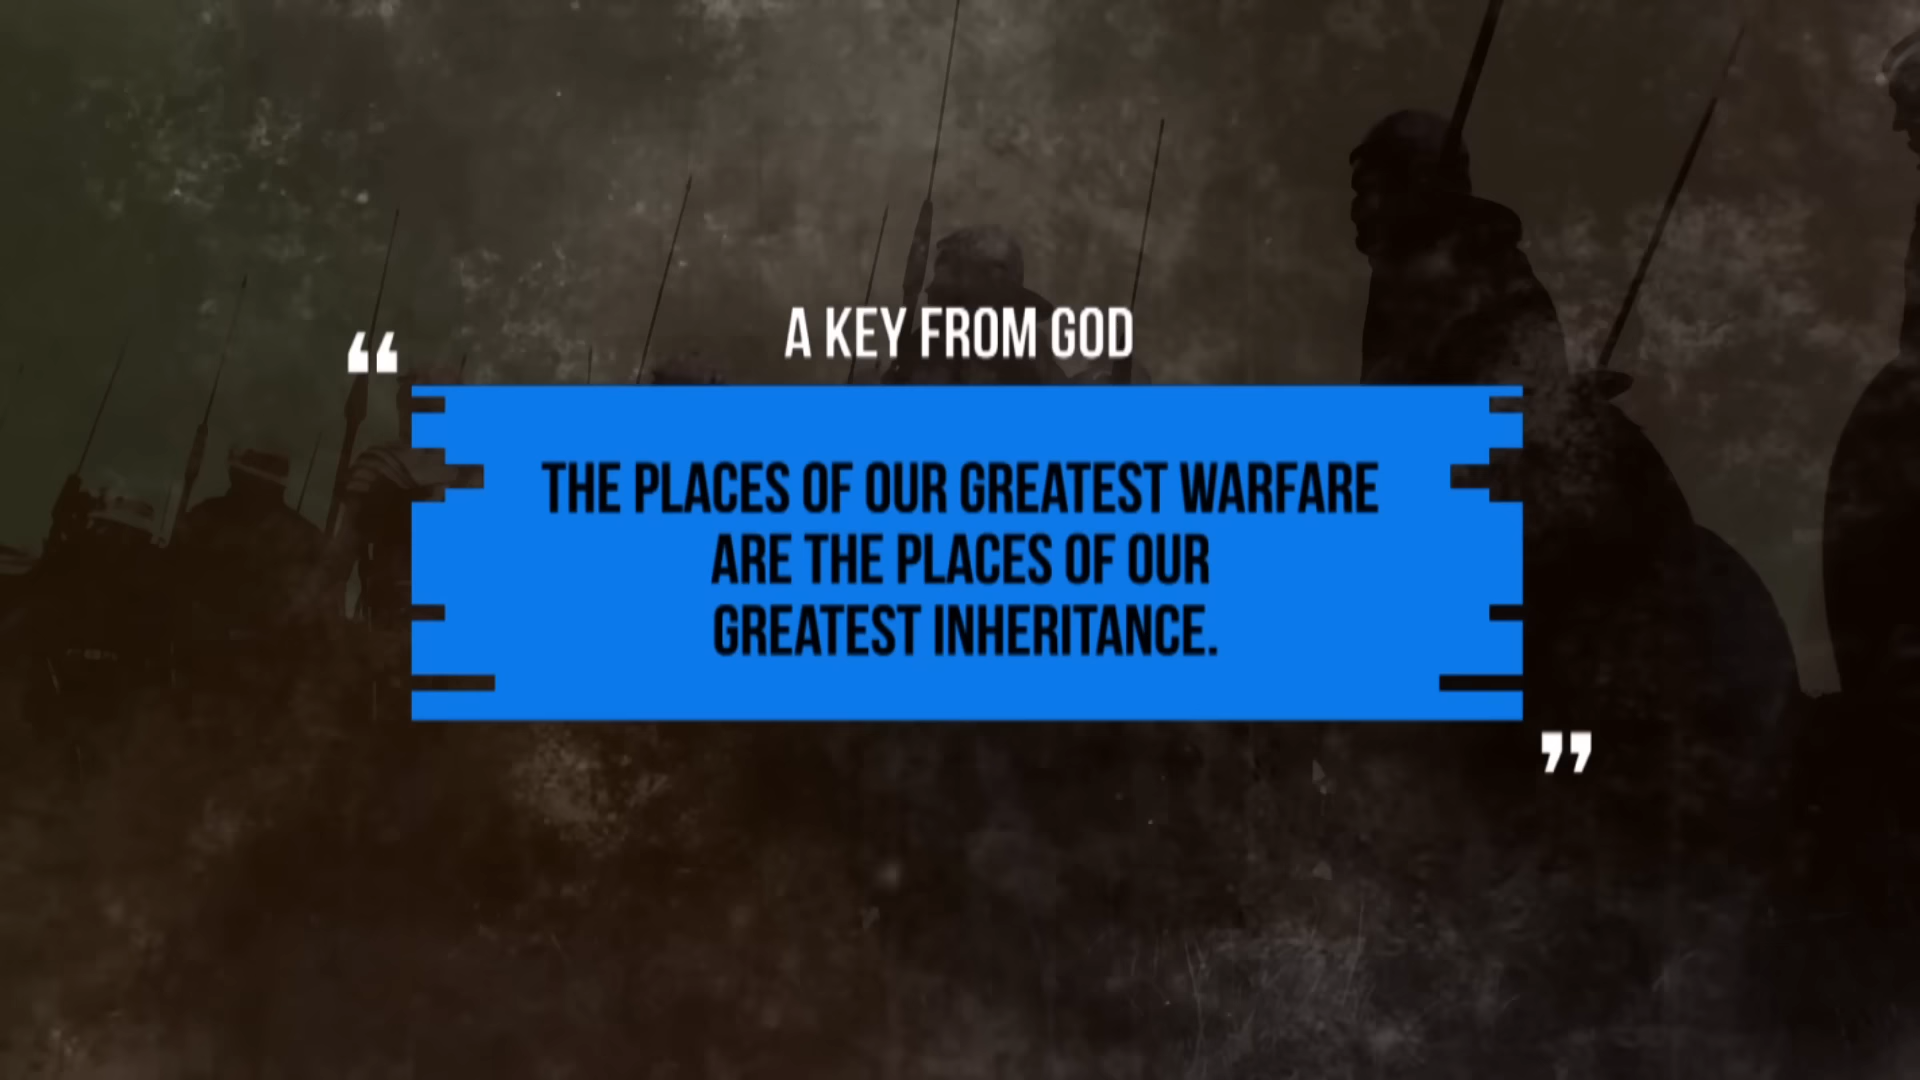 A KEY FROM GOD
“
THE PLACES OF OUR GREATEST WARFARE
ARE THE PLACES OF OUR
GREATEST INHERITANCE.
”